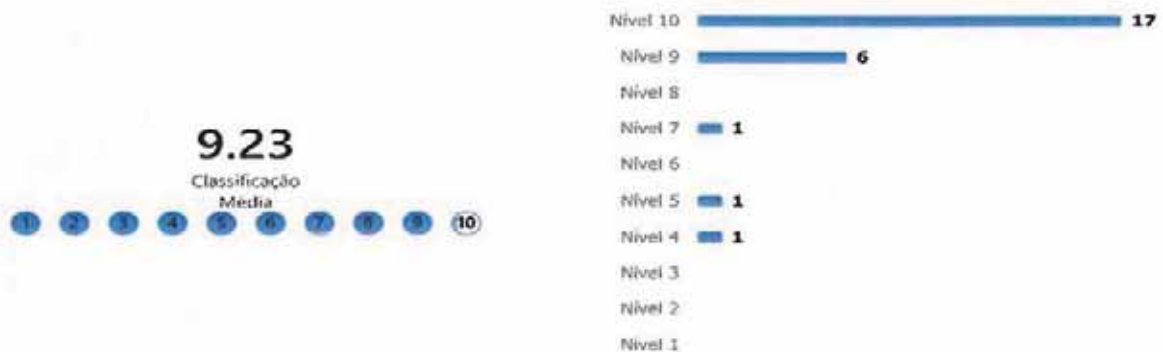 9.23
Classificação
Média
1 2 3 4 5 6 7 8 9 10
Nível 10 17
Nível 9 6
Nível 8
Nível 7 1
Nível 6
Nível 5 1
Nível 4 1
Nível 3
Nível 2
Nível 1